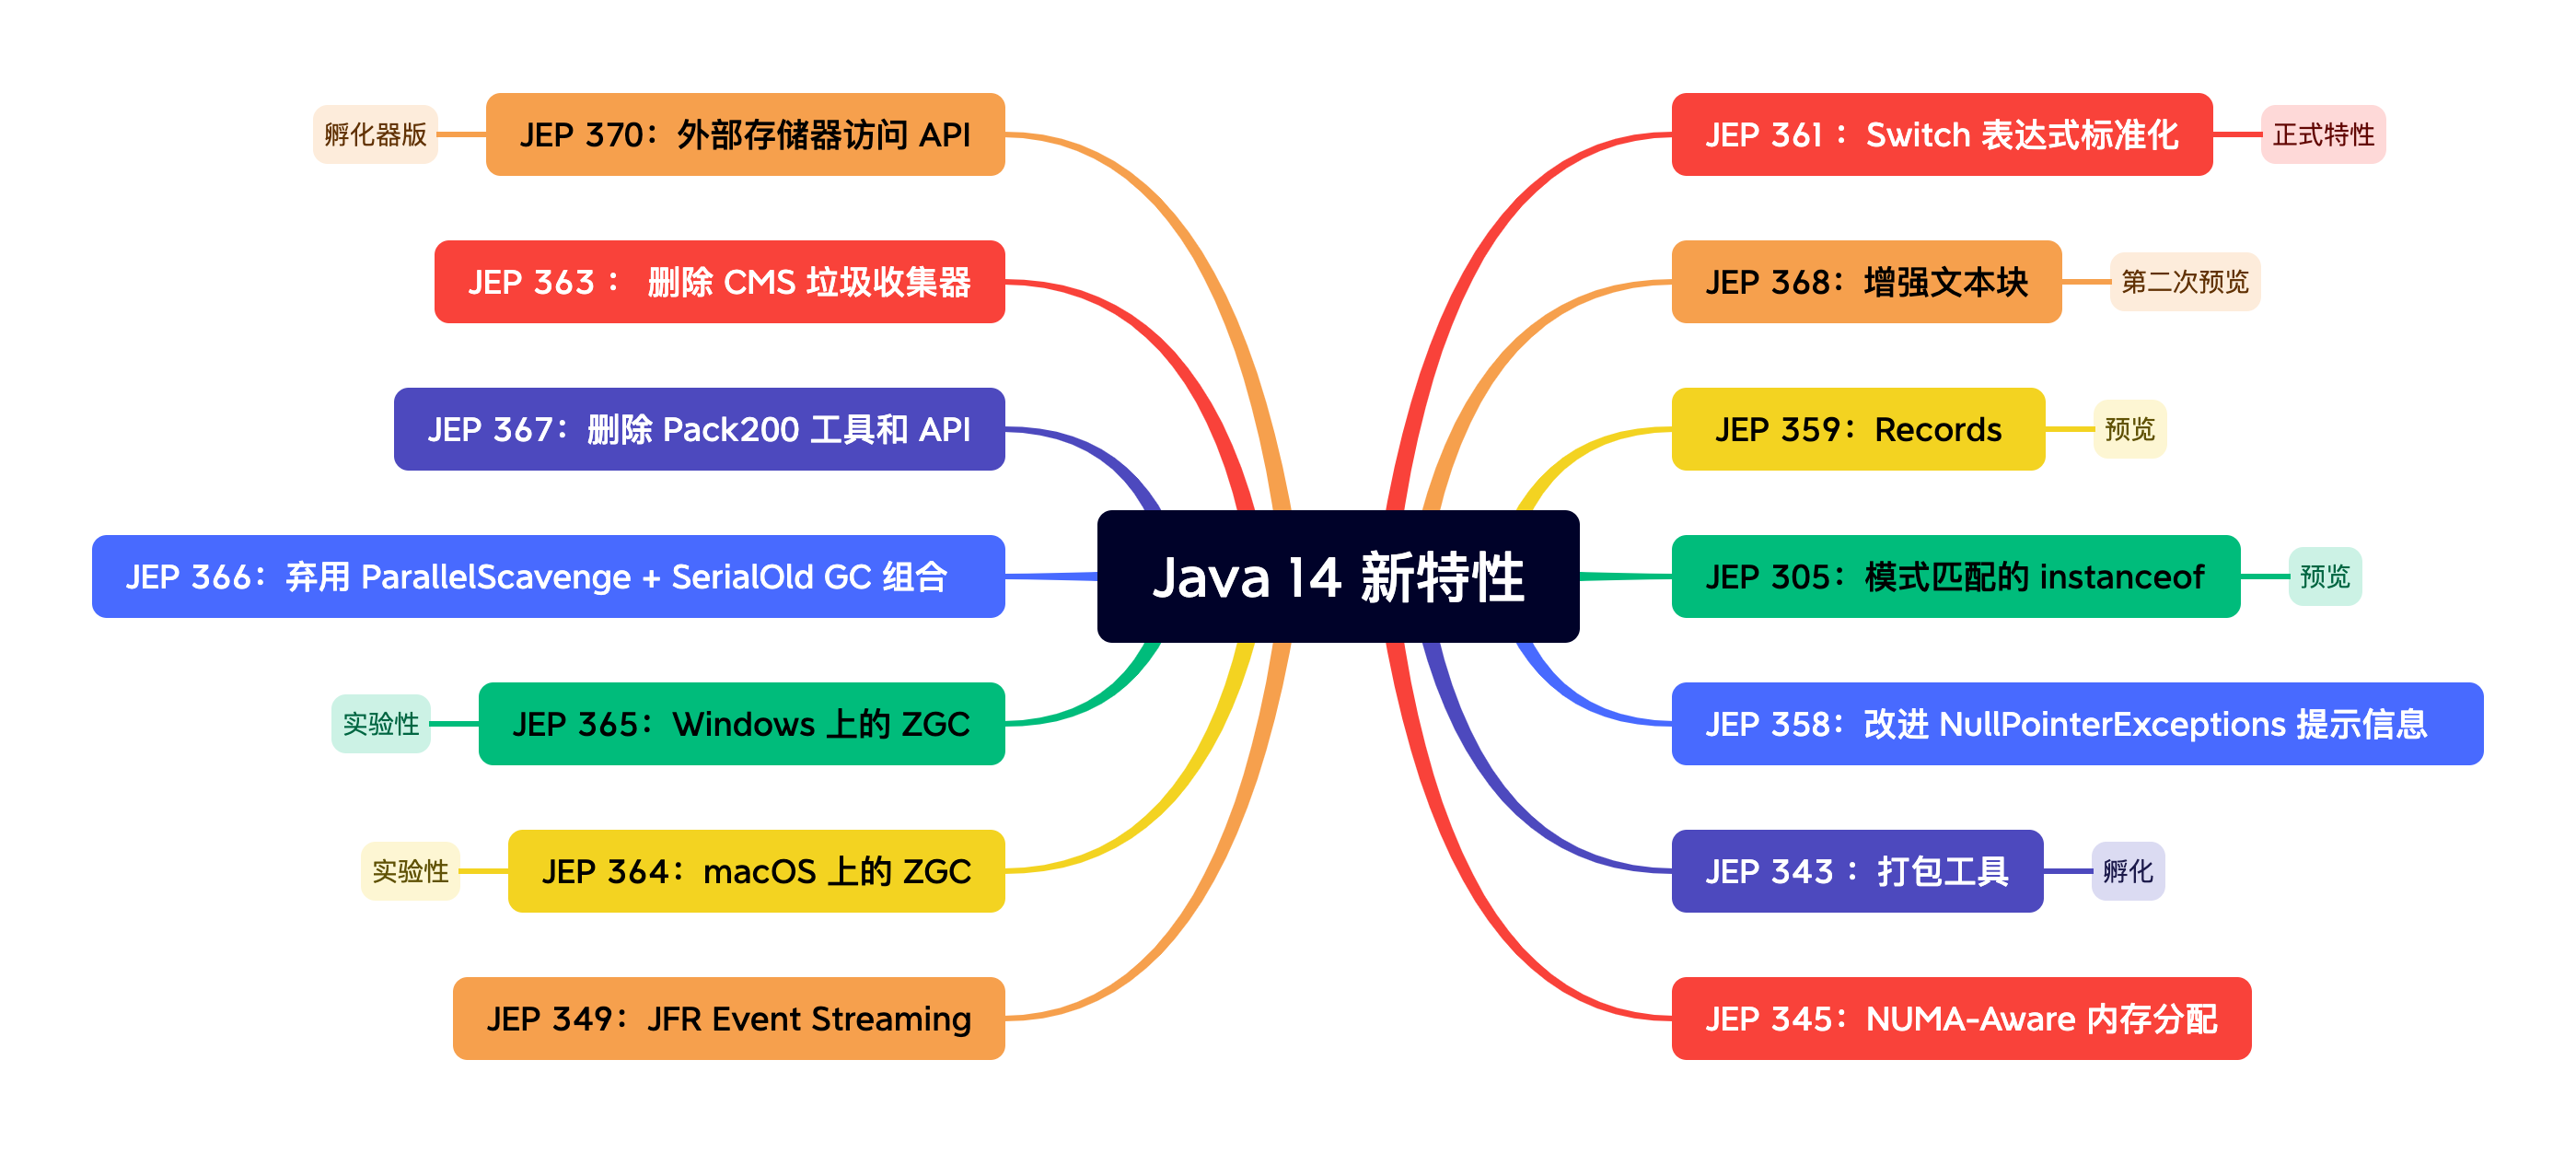 Java 14 新特性
JEP 361 ： Switch 表达式标准化
正式特性
JEP 368：增强文本块
第二次预览
JEP 359：Records
预览
JEP 305：模式匹配的 instanceof
预览
JEP 358：改进 NullPointerExceptions 提示信息
JEP 343 ：打包工具
孵化
JEP 345：NUMA-Aware 内存分配
JEP 370：外部存储器访问 API
孵化器版
JEP 363 ： 删除 CMS 垃圾收集器
JEP 367：删除 Pack200 工具和 API
JEP 366：弃用 ParallelScavenge + SerialOld GC 组合
JEP 365：Windows 上的 ZGC
实验性
JEP 364：macOS 上的 ZGC
实验性
JEP 349：JFR Event Streaming